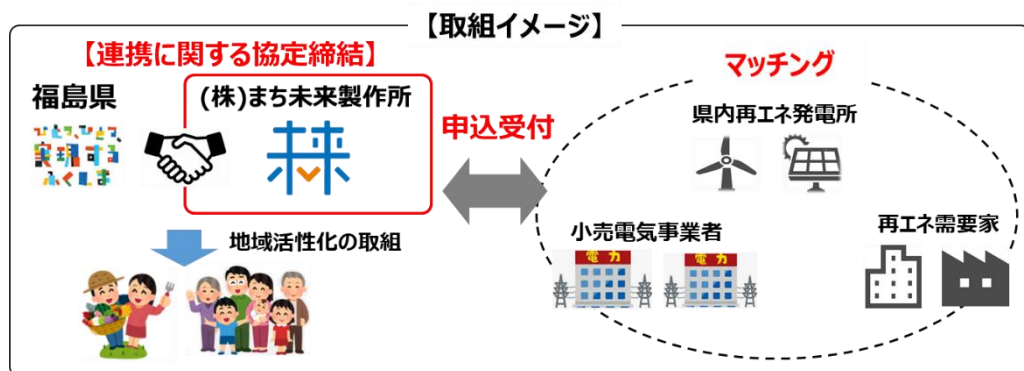 【取組イメージ】
【連携に関する協定締結】
福島県
(株)まち未来製作所
ひとつ、ひとつ、
実現する
ふくしま
未来
申込受付
地域活性化の取組
マッチング
県内再エネ発電所
小売電気事業者
電力
電力
再エネ需要家